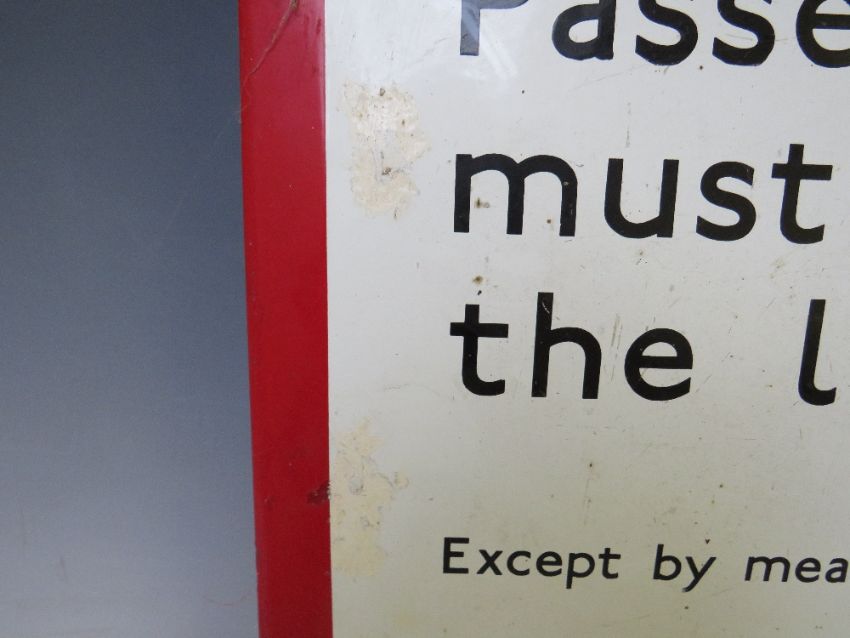 Passe
must
the l
Except by mea